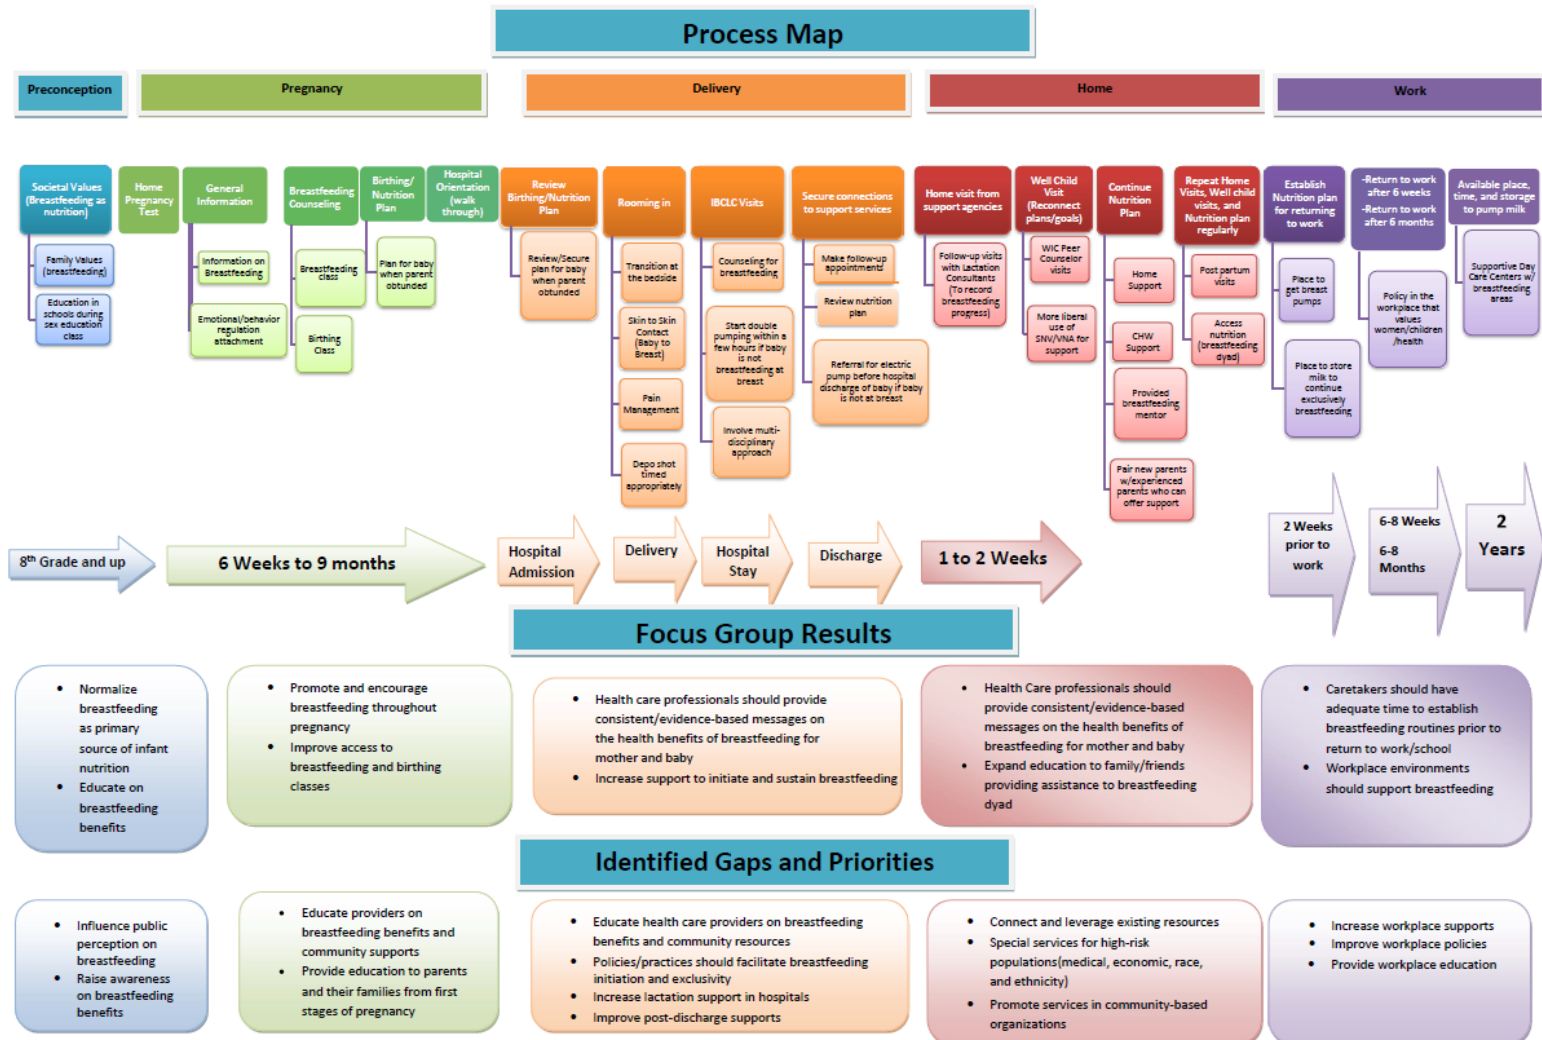 Process Map
Preconception
Pregnancy
Delivery
Home
Work
Societal Values
(Breastfeeding as
nutrition)
Family Values
(breastfeeding)
Education in
schools during
sex education
class
Home
Pregnancy
Test
General
Information
Information on
Breastfeeding
Emotional/behavior
regulation
attachment
Breastfeeding
Counseling
Breastfeeding
class
Birthing
Class
Birthing/
Nutrition
Plan
Plan for baby
when parent
obtunded
Hospital
Orientation
(walk
through)
Review
Birthing/Nutrition
Plan
Review/Secure
plan for baby
when parent
obtunded
Rooming in
Transition at
the bedside
Skin to Skin
Contact
(Baby to
Breast)
Pain
Management
Depo shot
timed
appropriately
IBCLC Visits
Counseling for
breastfeeding
Start double
pumping within a
few hours if baby
is not
breastfeeding at
breast
Involve multi-
disciplinary
approach
Secure connections
to support services
Make follow-up
appointments
Review nutrition
plan
Referral for electric
pump before hospital
discharge of baby if baby
is not at breast
Home visit from
support agencies
Follow-up visits
with Lactation
Consultants
(To record
breastfeeding
progress)
Well Child
Visit
(Reconnect
plans/goals)
WIC Peer
Counselor
visits
More liberal
use of
SNV/VNA for
support
Continue
Nutrition
Plan
Home
Support
CHW
Support
Provided
breastfeeding
mentor
Pair new parents
w/experienced
parents who can
offer support
Repeat Home
Visits, Well child
visits, and
Nutrition plan
regularly
Post partum
visits
Access
nutrition
(breastfeeding
dyad)
Establish
Nutrition plan
for returning
to work
Place to
get breast
pumps
Place to store
milk to
continue
exclusively
breastfeeding
-Return to work
after 6 weeks
-Return to work
after 6 months
Policy in the
workplace that
values
women/children
/health
Available place,
time, and storage
to pump milk
Supportive Day
Care Centers w/
breastfeeding
areas
8th Grade and up
6 Weeks to 9 months
Hospital
Admission
Delivery
Hospital
Stay
Discharge
1 to 2 Weeks
2 Weeks
prior to
work
6-8 Weeks
6-8
Months
2
Years
Focus Group Results
• Normalize
breastfeeding
as primary
source of infant
nutrition
• Educate on
breastfeeding
benefits
• Promote and encourage
breastfeeding throughout
pregnancy
• Improve access to
breastfeeding and birthing
classes
• Health care professionals should provide
consistent/evidence-based messages on
the health benefits of breastfeeding for
mother and baby
• Increase support to initiate and sustain breastfeeding
• Health Care professionals should
provide consistent/evidence-based
messages on the health benefits of
breastfeeding for mother and baby
• Expand education to family/friends
providing assistance to breastfeeding
dyad
• Caretakers should have
adequate time to establish
breastfeeding routines prior to
return to work/school
• Workplace environments
should support breastfeeding
Identified Gaps and Priorities
• Influence public
perception on
breastfeeding
• Raise awareness
on breastfeeding
benefits
• Educate providers on
breastfeeding benefits and
community supports
• Provide education to parents
and their families from first
stages of pregnancy
• Educate health care providers on breastfeeding
benefits and community resources
• Policies/practices should facilitate breastfeeding
initiation and exclusivity
• Increase lactation support in hospitals
• Improve post-discharge supports
• Connect and leverage existing resources
• Special services for high-risk
populations(medical, economic, race,
and ethnicity)
• Promote services in community-based
organizations
• Increase workplace supports
• Improve workplace policies
• Provide workplace education